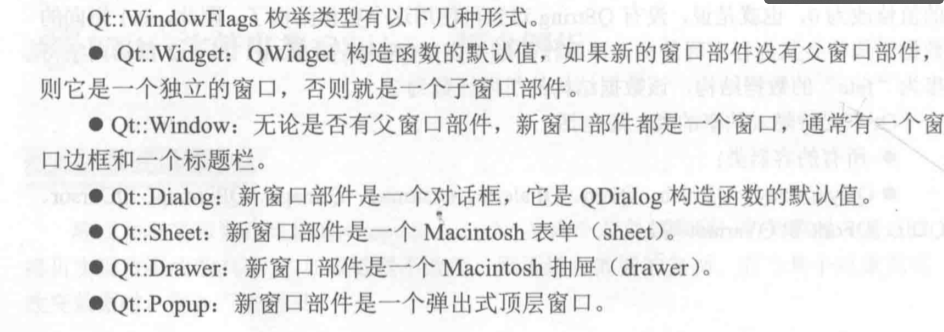 Qt::WindowFlags 枚举类型有以下几种形式。
●Qt::Widget：QWidget 构造函数的默认值，如果新的窗口部件没有父窗口部件，
则它是一个独立的窗口，否则就是一个子窗口部件。
●Qt::Window：无论是否有父窗口部件，新窗口部件都是一个窗口，通常有一个窗
口边框和一个标题栏。
●Qt::Dialog：新窗口部件是一个对话框，它是 QDialog 构造函数的默认值。
●Qt::Sheet：新窗口部件是一个 Macintosh 表单（sheet）。
●Qt::Drawer：新窗口部件是一个 Macintosh 抽屉（drawer）。
●Qt::Popup：新窗口部件是一个弹出式顶层窗口。